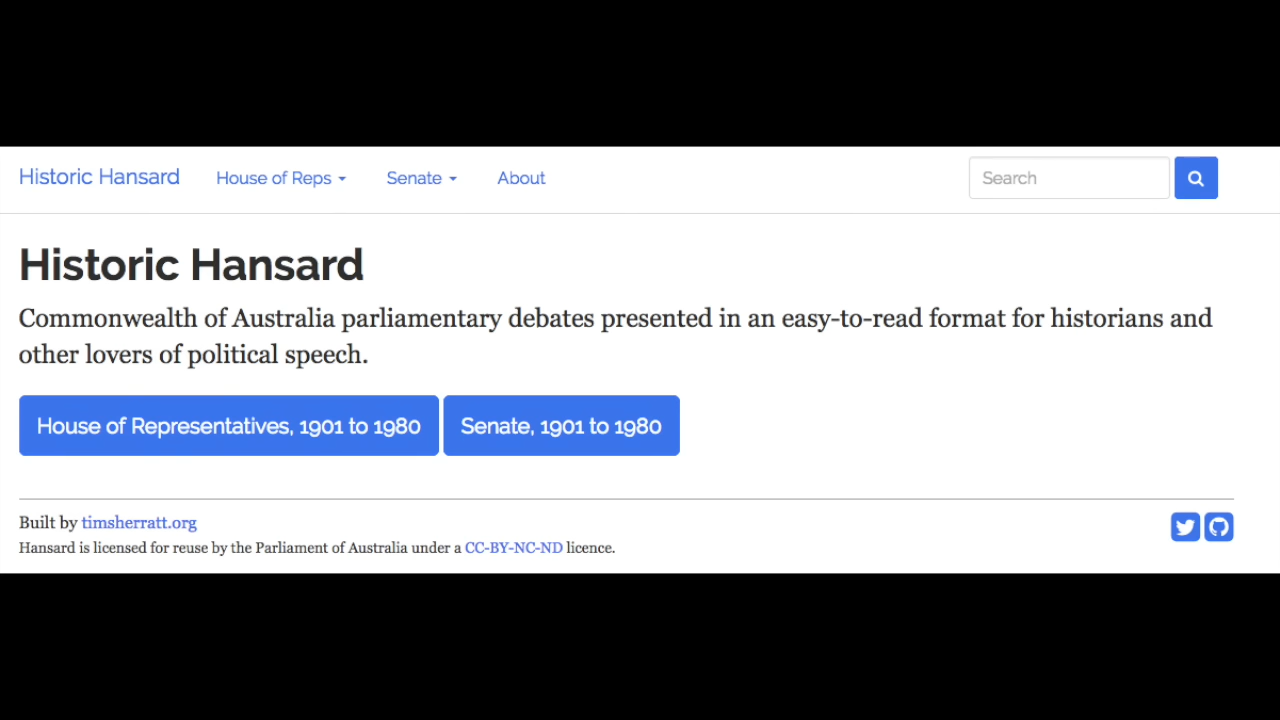 Historic Hansard House of Reps Senate About Search
Historic Hansard
Commonwealth of Australia parliamentary debates presented in an easy-to-read format for historians and
other lovers of political speech.
House of Representatives, 1901 to 1980 Senate, 1901 to 1980
Built by timsherratt.org
Hansard is licensed for reuse by the Parliament of Australia under a CC-BY-NC-ND licence.